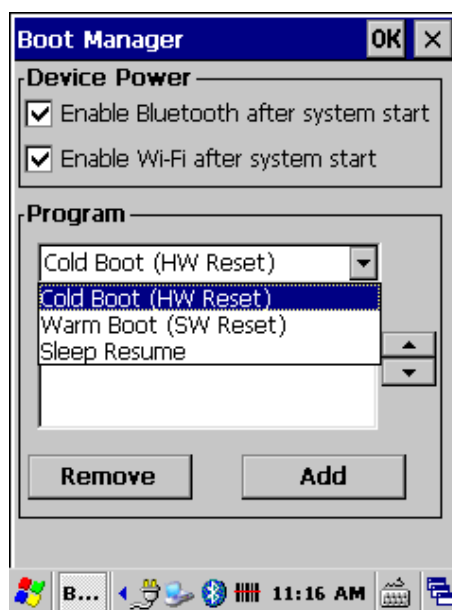 Boot Manager OK
Device Power
Enable Bluetooth after system start
Enable Wi-Fi after system start
Program
Cold Boot (HW Reset)
Cold Boot (HW Reset)
Warm Boot (SW Reset)
Sleep Resume
Remove Add
B... 11:16 AM